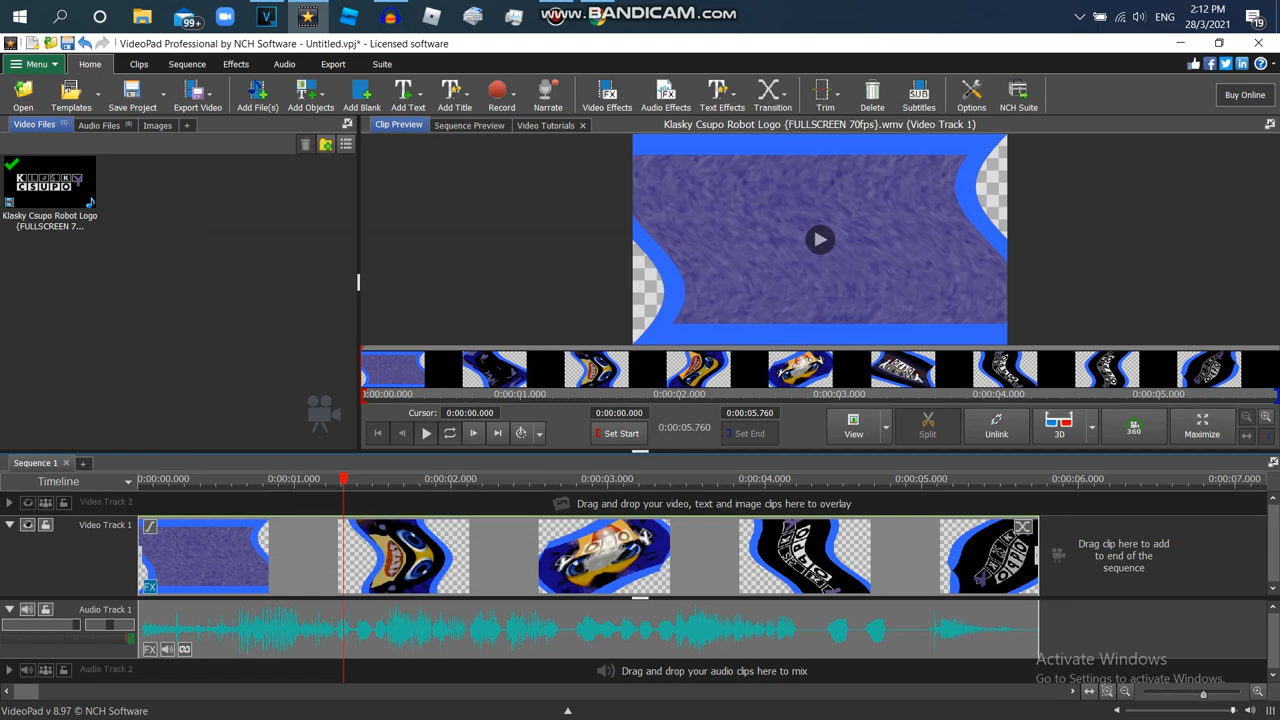 www.BANDICAM.com
99+
ENG
2:12 PM
28/3/2021
19
VideoPad Professional by NCH Software - Untitled.vpj* - Licensed software
Menu
Home
Clips
Sequence
Effects
Audio
Export
Suite
Open
Templates
Save Project
Export Video
Add File(s)
Add Objects
Add Blank
Add Text
Add Title
Record
Narrate
Video Effects
Audio Effects
Text Effects
Transition
Trim
Delete
Subtitles
Options
NCH Suite
Buy Online
Video Files (1)
Audio Files (6)
Images
+
Clip Preview
Sequence Preview
Video Tutorials
Klasky Csupo Robot Logo {FULLSCREEN 70fps}.wmv (Video Track 1)
KLASKY
CSUPO
Klasky Csupo Robot Logo
{FULLSCREEN 7...
0:00:00.000
0:00:01.000
0:00:02.000
0:00:03.000
0:00:04.000
0:00:05.000
Cursor:
0:00:00.000
0:00:00.000
0:00:05.760
Set Start
0:00:05.760
Set End
View
Split
Unlink
3D
360
Maximize
Sequence 1
+
Timeline
0:00:00.000
0:00:01.000
0:00:02.000
0:00:03.000
0:00:04.000
0:00:05.000
0:00:06.000
0:00:07.000
Video Track 2
Drag and drop your video, text and image clips here to overlay
Video Track 1
FX
Drag clip here to add
to end of the
sequence
Audio Track 1
FX
Audio Track 2
Drag and drop your audio clips here to mix
Activate Windows
Go to Settings to activate Windows.
VideoPad v 8.97 © NCH Software